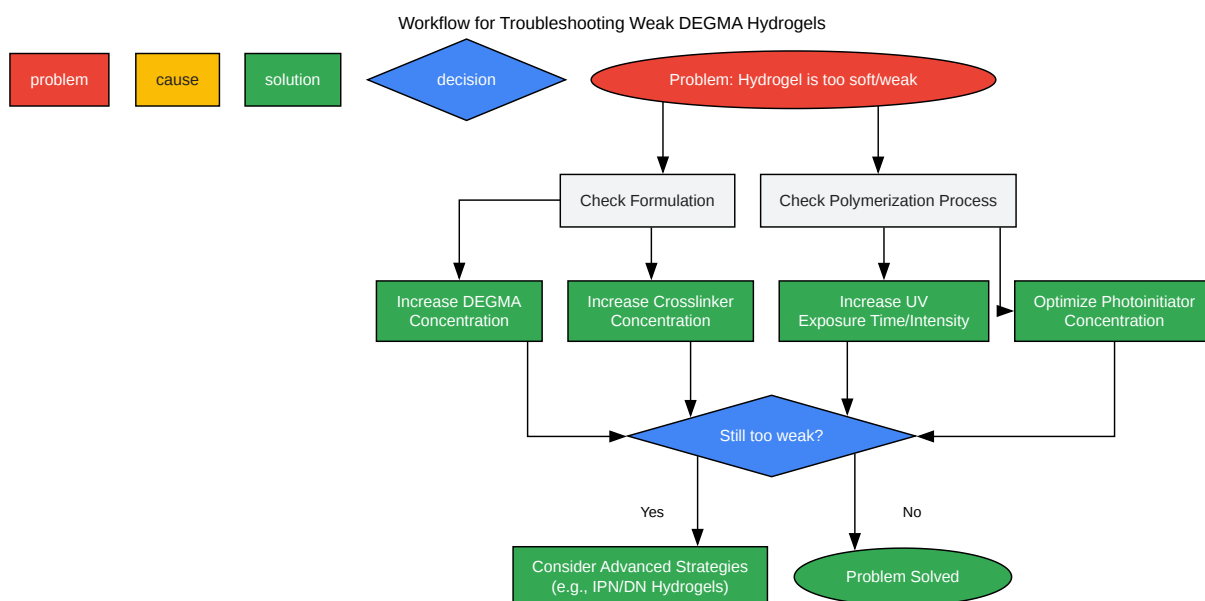 Workflow for Troubleshooting Weak DEGMA Hydrogels
problem
cause
solution
decision
Problem: Hydrogel is too soft/weak
Check Formulation
Check Polymerization Process
Increase DEGMA
Concentration
Increase Crosslinker
Concentration
Increase UV
Exposure Time/Intensity
Optimize Photoinitiator
Concentration
Still too weak?
Yes
No
Consider Advanced Strategies
(e.g., IPN/DN Hydrogels)
Problem Solved